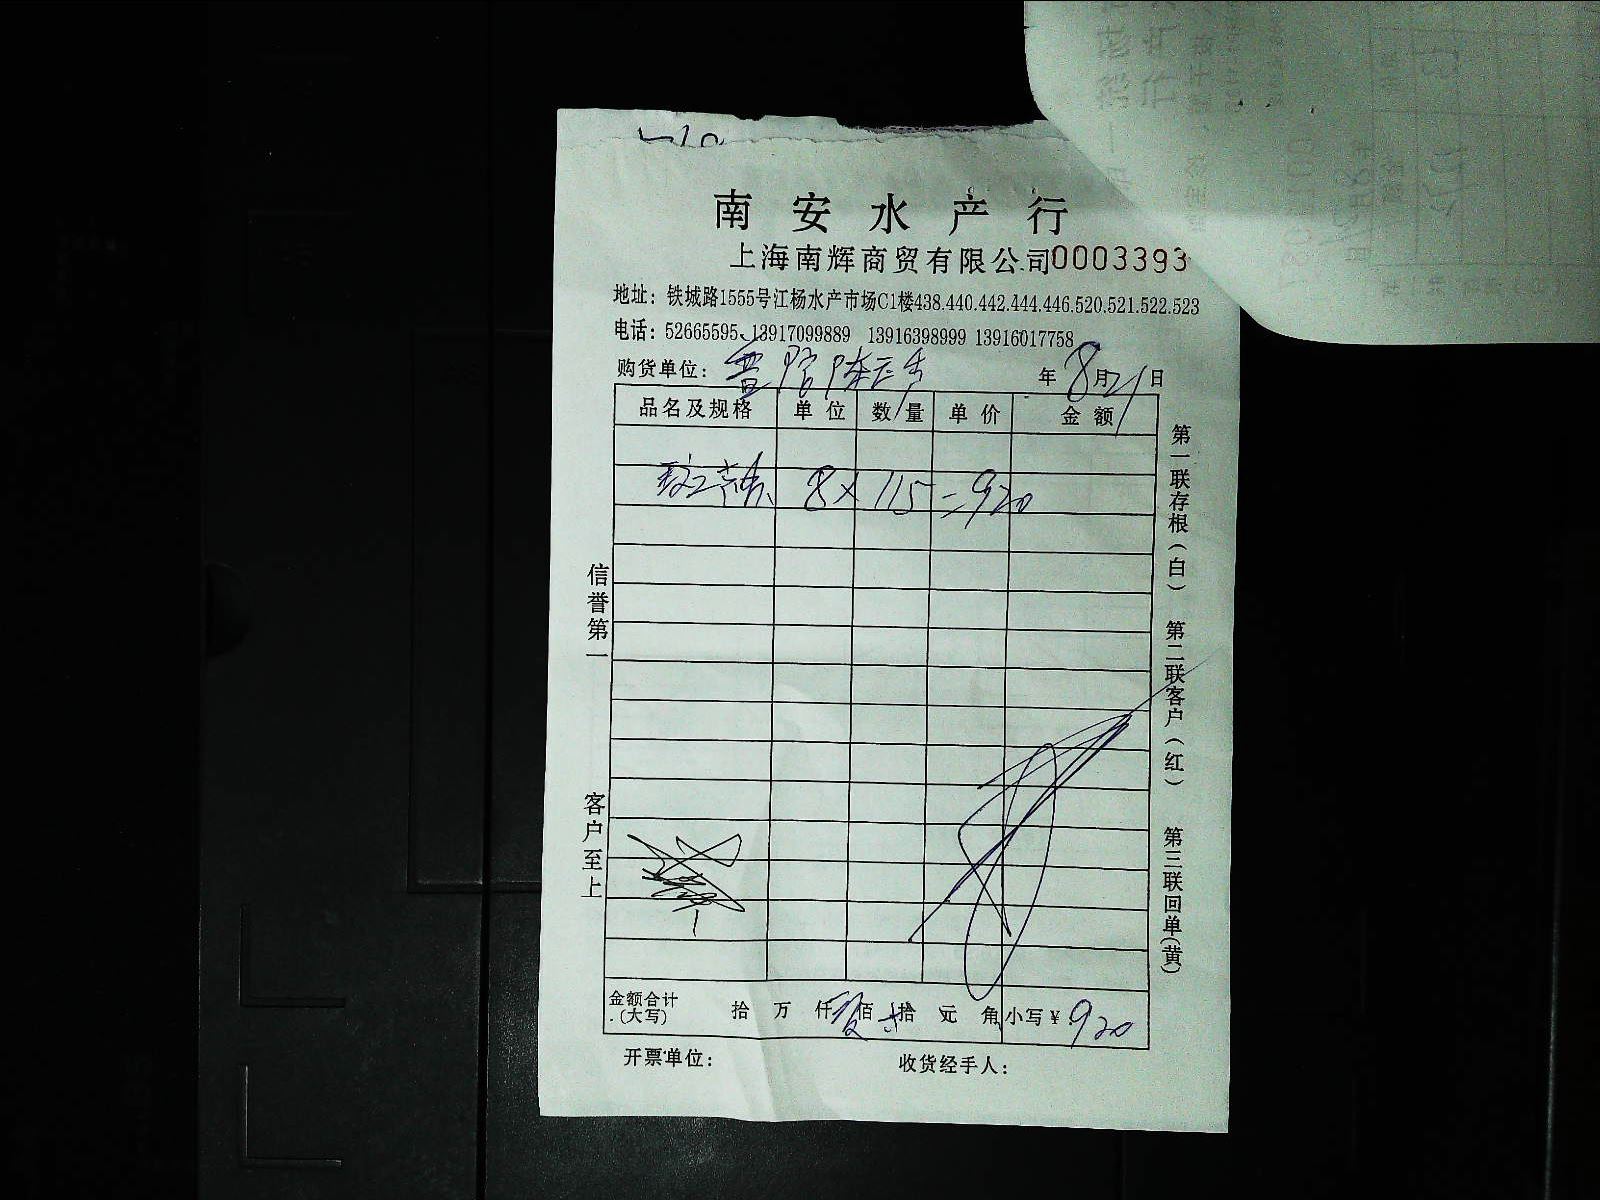 南安水产行
上海南辉商贸有限公司0003393
地址：铁城路1555号江杨水产市场C1楼438.440.442.444.446.520.521.522.523
电话：52665595、13917099889 13916398999 13916017758
购货单位： 年8月21日
品名及规格 单位 数量 单价 金额
8×115=920
信誉第一
客户至上
第一联存根（白） 第二联客户（红） 第三联回单（黄）
金额合计（大写） 拾 万 仟 佰 拾 元 角 小写￥920
开票单位： 收货经手人：